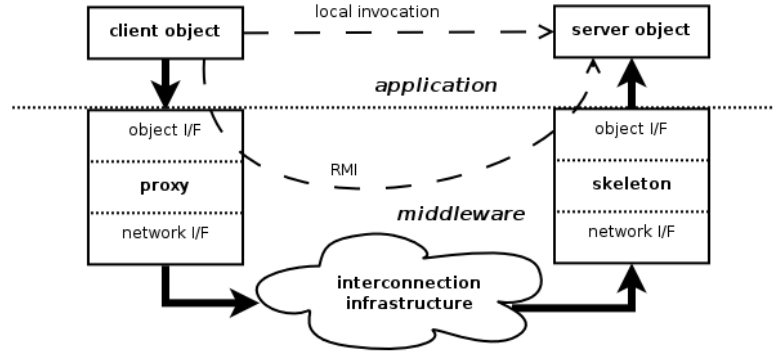 local invocation
client object
server object
application
object I/F
object I/F
RMI
proxy
skeleton
middleware
network I/F
network I/F
interconnection
infrastructure